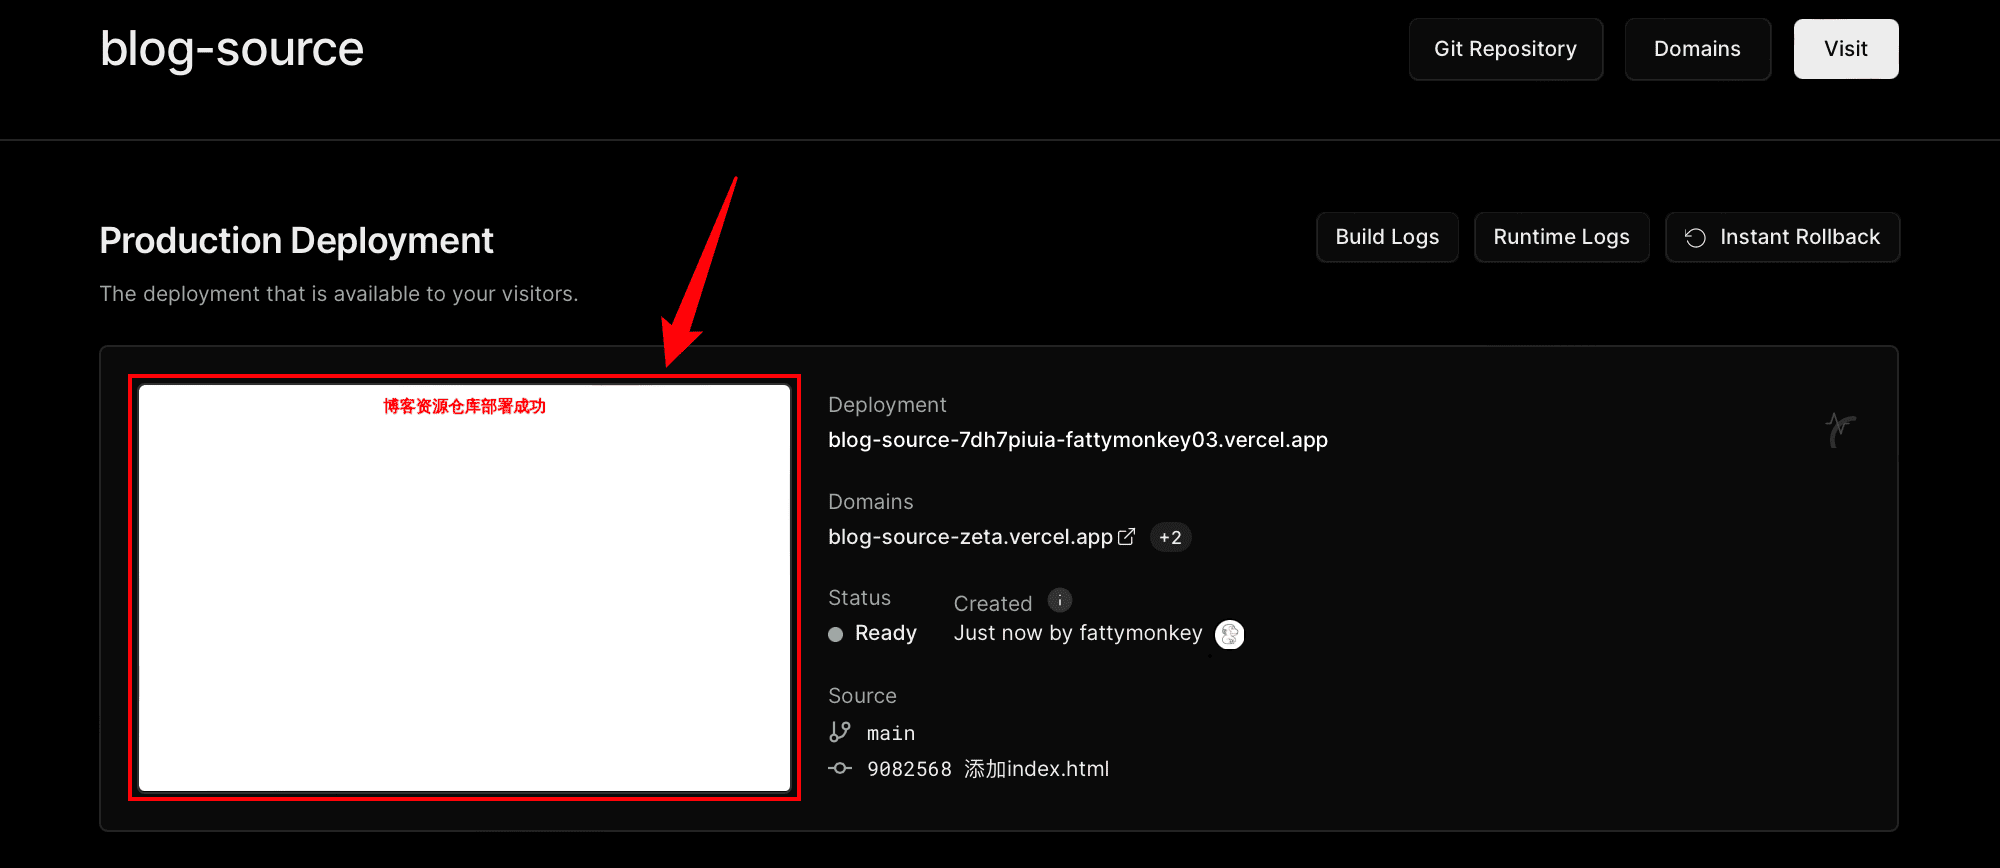 blog-source
Git Repository
Domains
Visit
Production Deployment
The deployment that is available to your visitors.
Build Logs
Runtime Logs
Instant Rollback
博客资源仓库部署成功
Deployment
blog-source-7dh7piuia-fattymonkey03.vercel.app
Domains
blog-source-zeta.vercel.app +2
Status
Created
Ready
Just now by fattymonkey
Source
main
9082568 添加index.html